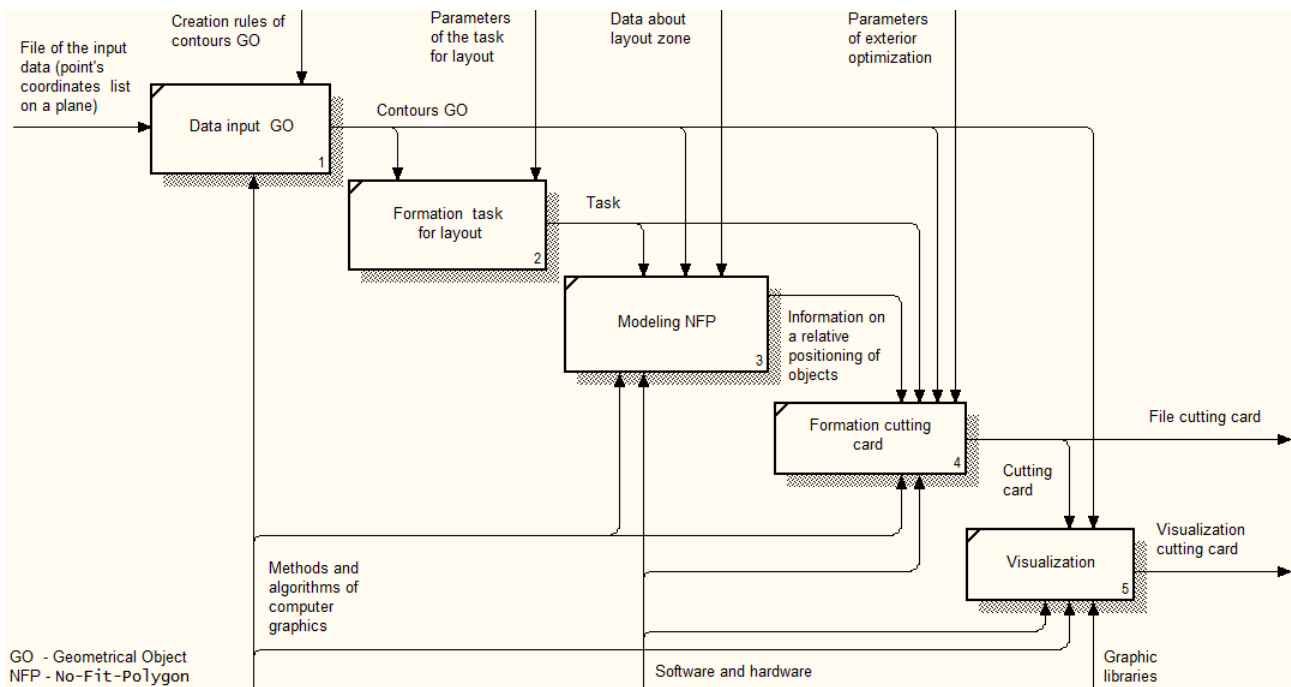 Creation rules of
contours GO
Parameters
of the task
for layout
Data about
layout zone
Parameters
of exterior
optimization
File of the input
data (point's
coordinates list
on a plane)
Data input GO
1
Contours GO
Formation task
for layout
2
Task
Modeling NFP
3
Information on
a relative
positioning of
objects
Formation cutting
card
4
File cutting card
Cutting
card
Visualization
5
Visualization
cutting card
Methods and
algorithms of
computer
graphics
Software and hardware
Graphic
libraries
GO - Geometrical Object
NFP - No-Fit-Polygon